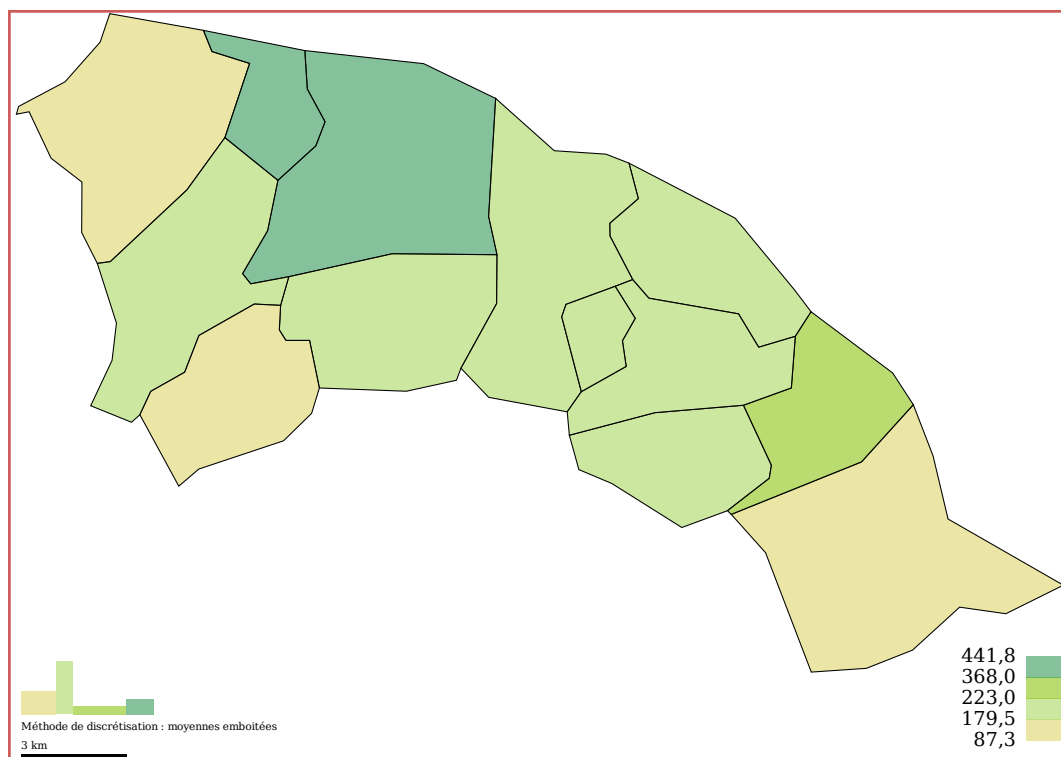 441,8
368,0
223,0
179,5
87,3
Méthode de discrétisation : moyennes emboitées
3 km